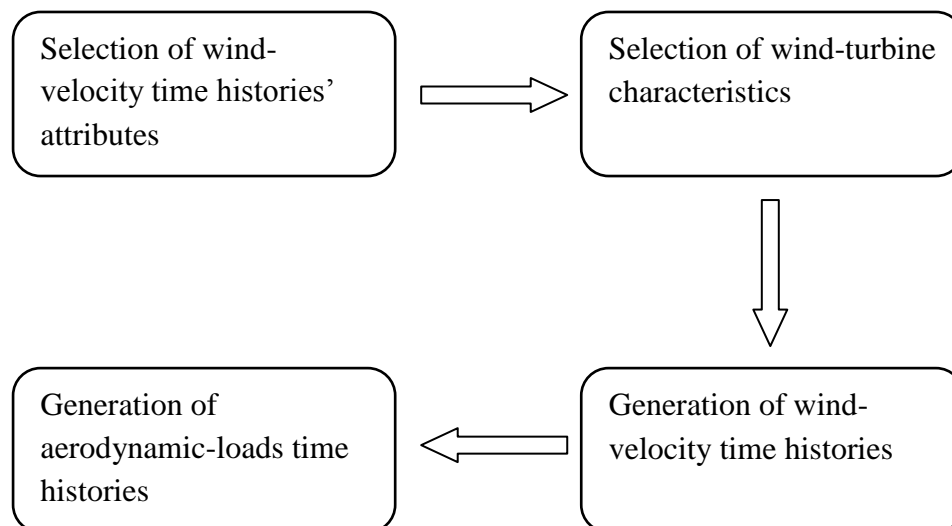 Selection of wind-
velocity time histories’
attributes
Selection of wind-turbine
characteristics
Generation of wind-
velocity time histories
Generation of
aerodynamic-loads time
histories